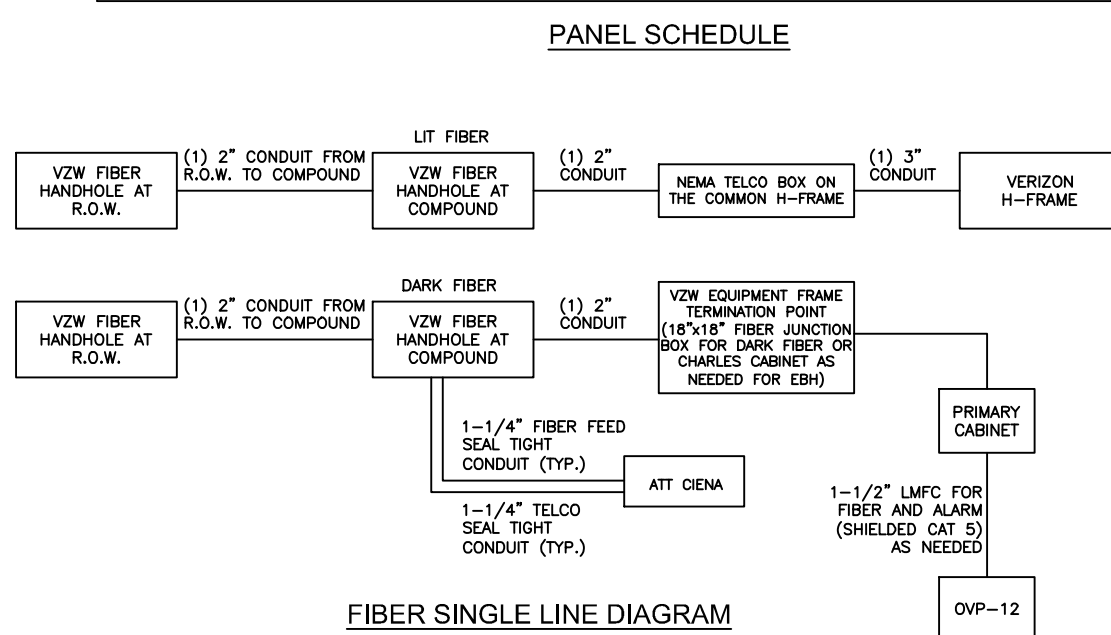 PANEL SCHEDULE
LIT FIBER
VZW FIBER
HANDHOLE AT
R.O.W.
(1) 2" CONDUIT FROM
R.O.W. TO COMPOUND
VZW FIBER
HANDHOLE AT
COMPOUND
(1) 2"
CONDUIT
NEMA TELCO BOX ON
THE COMMON H-FRAME
(1) 3"
CONDUIT
VERIZON
H-FRAME
DARK FIBER
VZW FIBER
HANDHOLE AT
R.O.W.
(1) 2" CONDUIT FROM
R.O.W. TO COMPOUND
VZW FIBER
HANDHOLE AT
COMPOUND
(1) 2"
CONDUIT
VZW EQUIPMENT FRAME
TERMINATION POINT
(18"x18" FIBER JUNCTION
BOX FOR DARK FIBER OR
CHARLES CABINET AS
NEEDED FOR EBH)
PRIMARY
CABINET
1-1/4" FIBER FEED
SEAL TIGHT
CONDUIT (TYP.)
ATT CIENA
1-1/4" TELCO
SEAL TIGHT
CONDUIT (TYP.)
1-1/2" LMFC FOR
FIBER AND ALARM
(SHIELDED CAT 5)
AS NEEDED
OVP-12
FIBER SINGLE LINE DIAGRAM